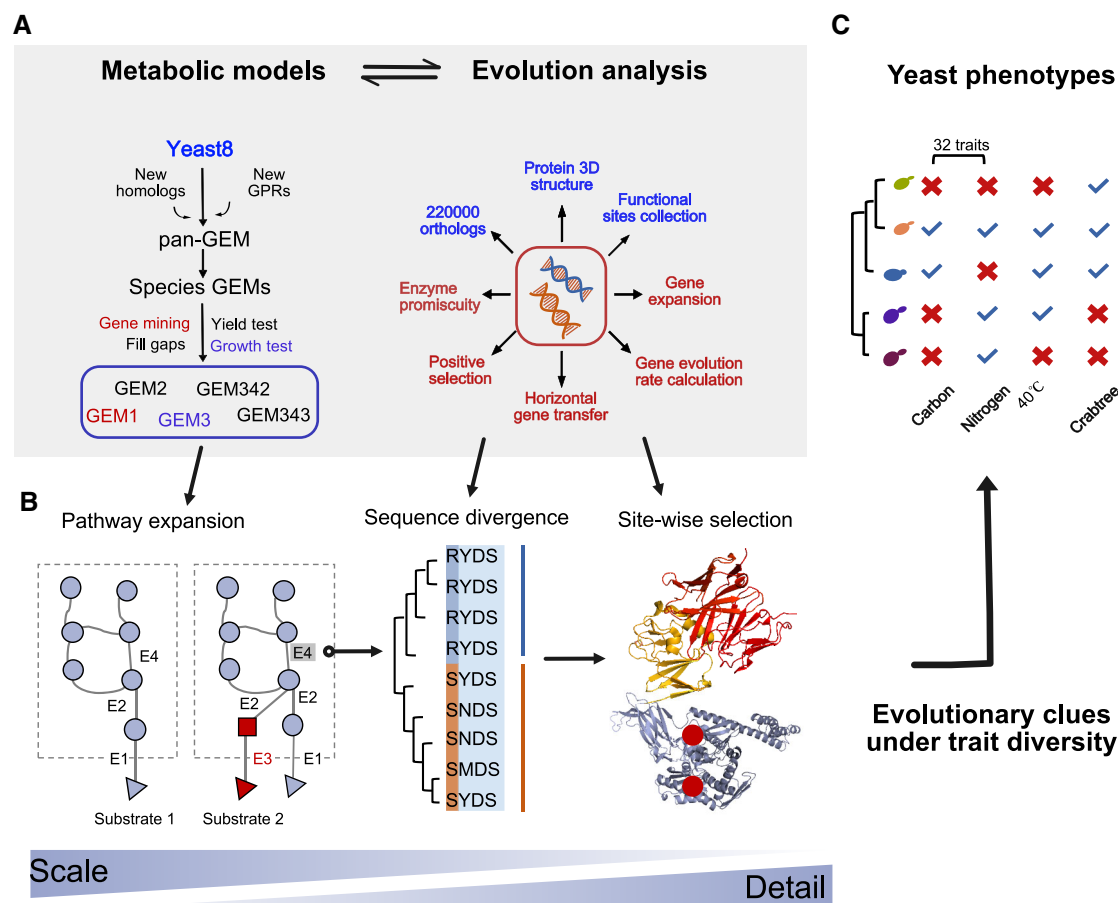 A
Metabolic models
Evolution analysis
Yeast8
New
homologs
New
GPRs
pan-GEM
Species GEMs
Gene mining
Yield test
Fill gaps
Growth test
GEM2
GEM342
GEM1
GEM3
GEM343
Protein 3D
structure
220000
orthologs
Functional
sites collection
Enzyme
promiscuity
Gene
expansion
Positive
selection
Gene evolution
rate calculation
Horizontal
gene transfer
C
Yeast phenotypes
32 traits
Carbon
Nitrogen
40℃
Crabtree
B
Pathway expansion
Sequence divergence
Site-wise selection
E4
E2
E1
Substrate 1
E4
E2
E2
E3
E1
Substrate 2
RYDS
RYDS
RYDS
RYDS
SYDS
SNDS
SNDS
SMDS
SYDS
Evolutionary clues
under trait diversity
Scale
Detail